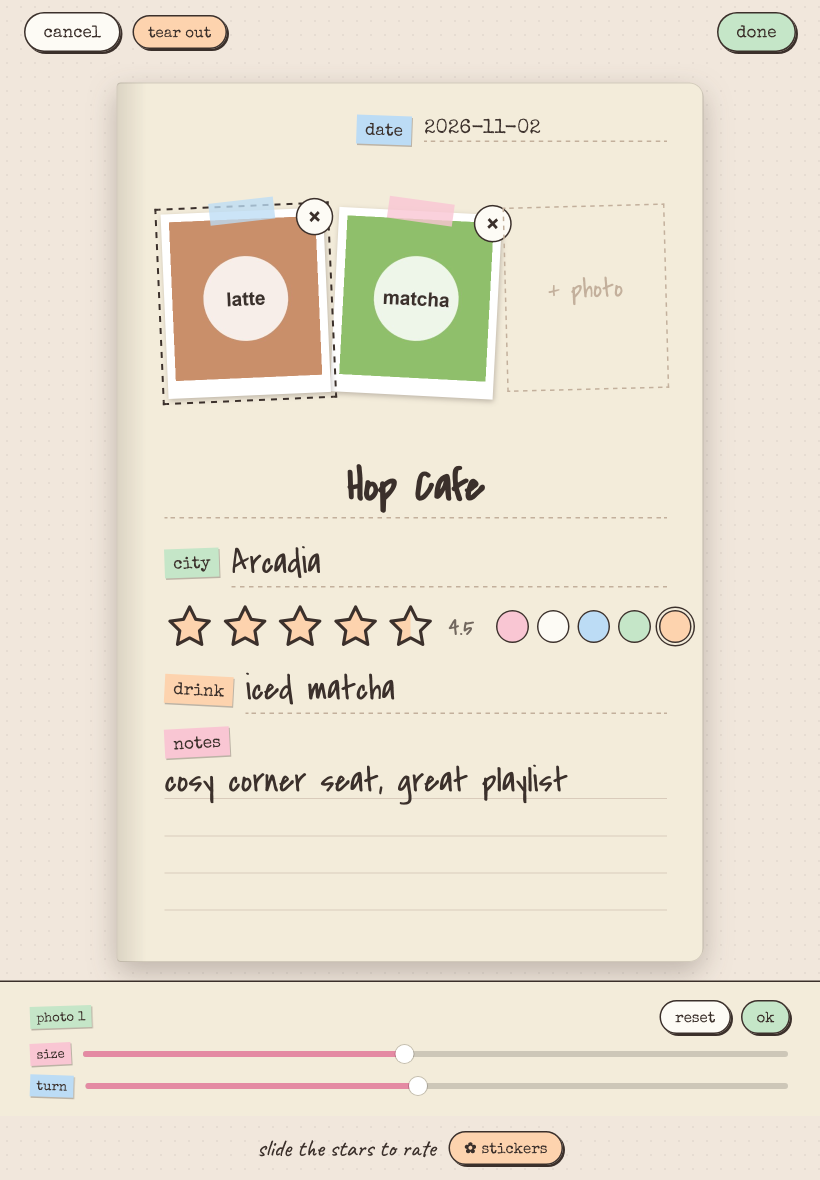 cancel tear out done
date 2026-11-02
× ×
latte matcha + photo
Hop Cafe
city Arcadia
4.5
drink iced matcha
notes
cosy corner seat, great playlist
photo 1 reset ok
size
turn
slide the stars to rate ✿ stickers